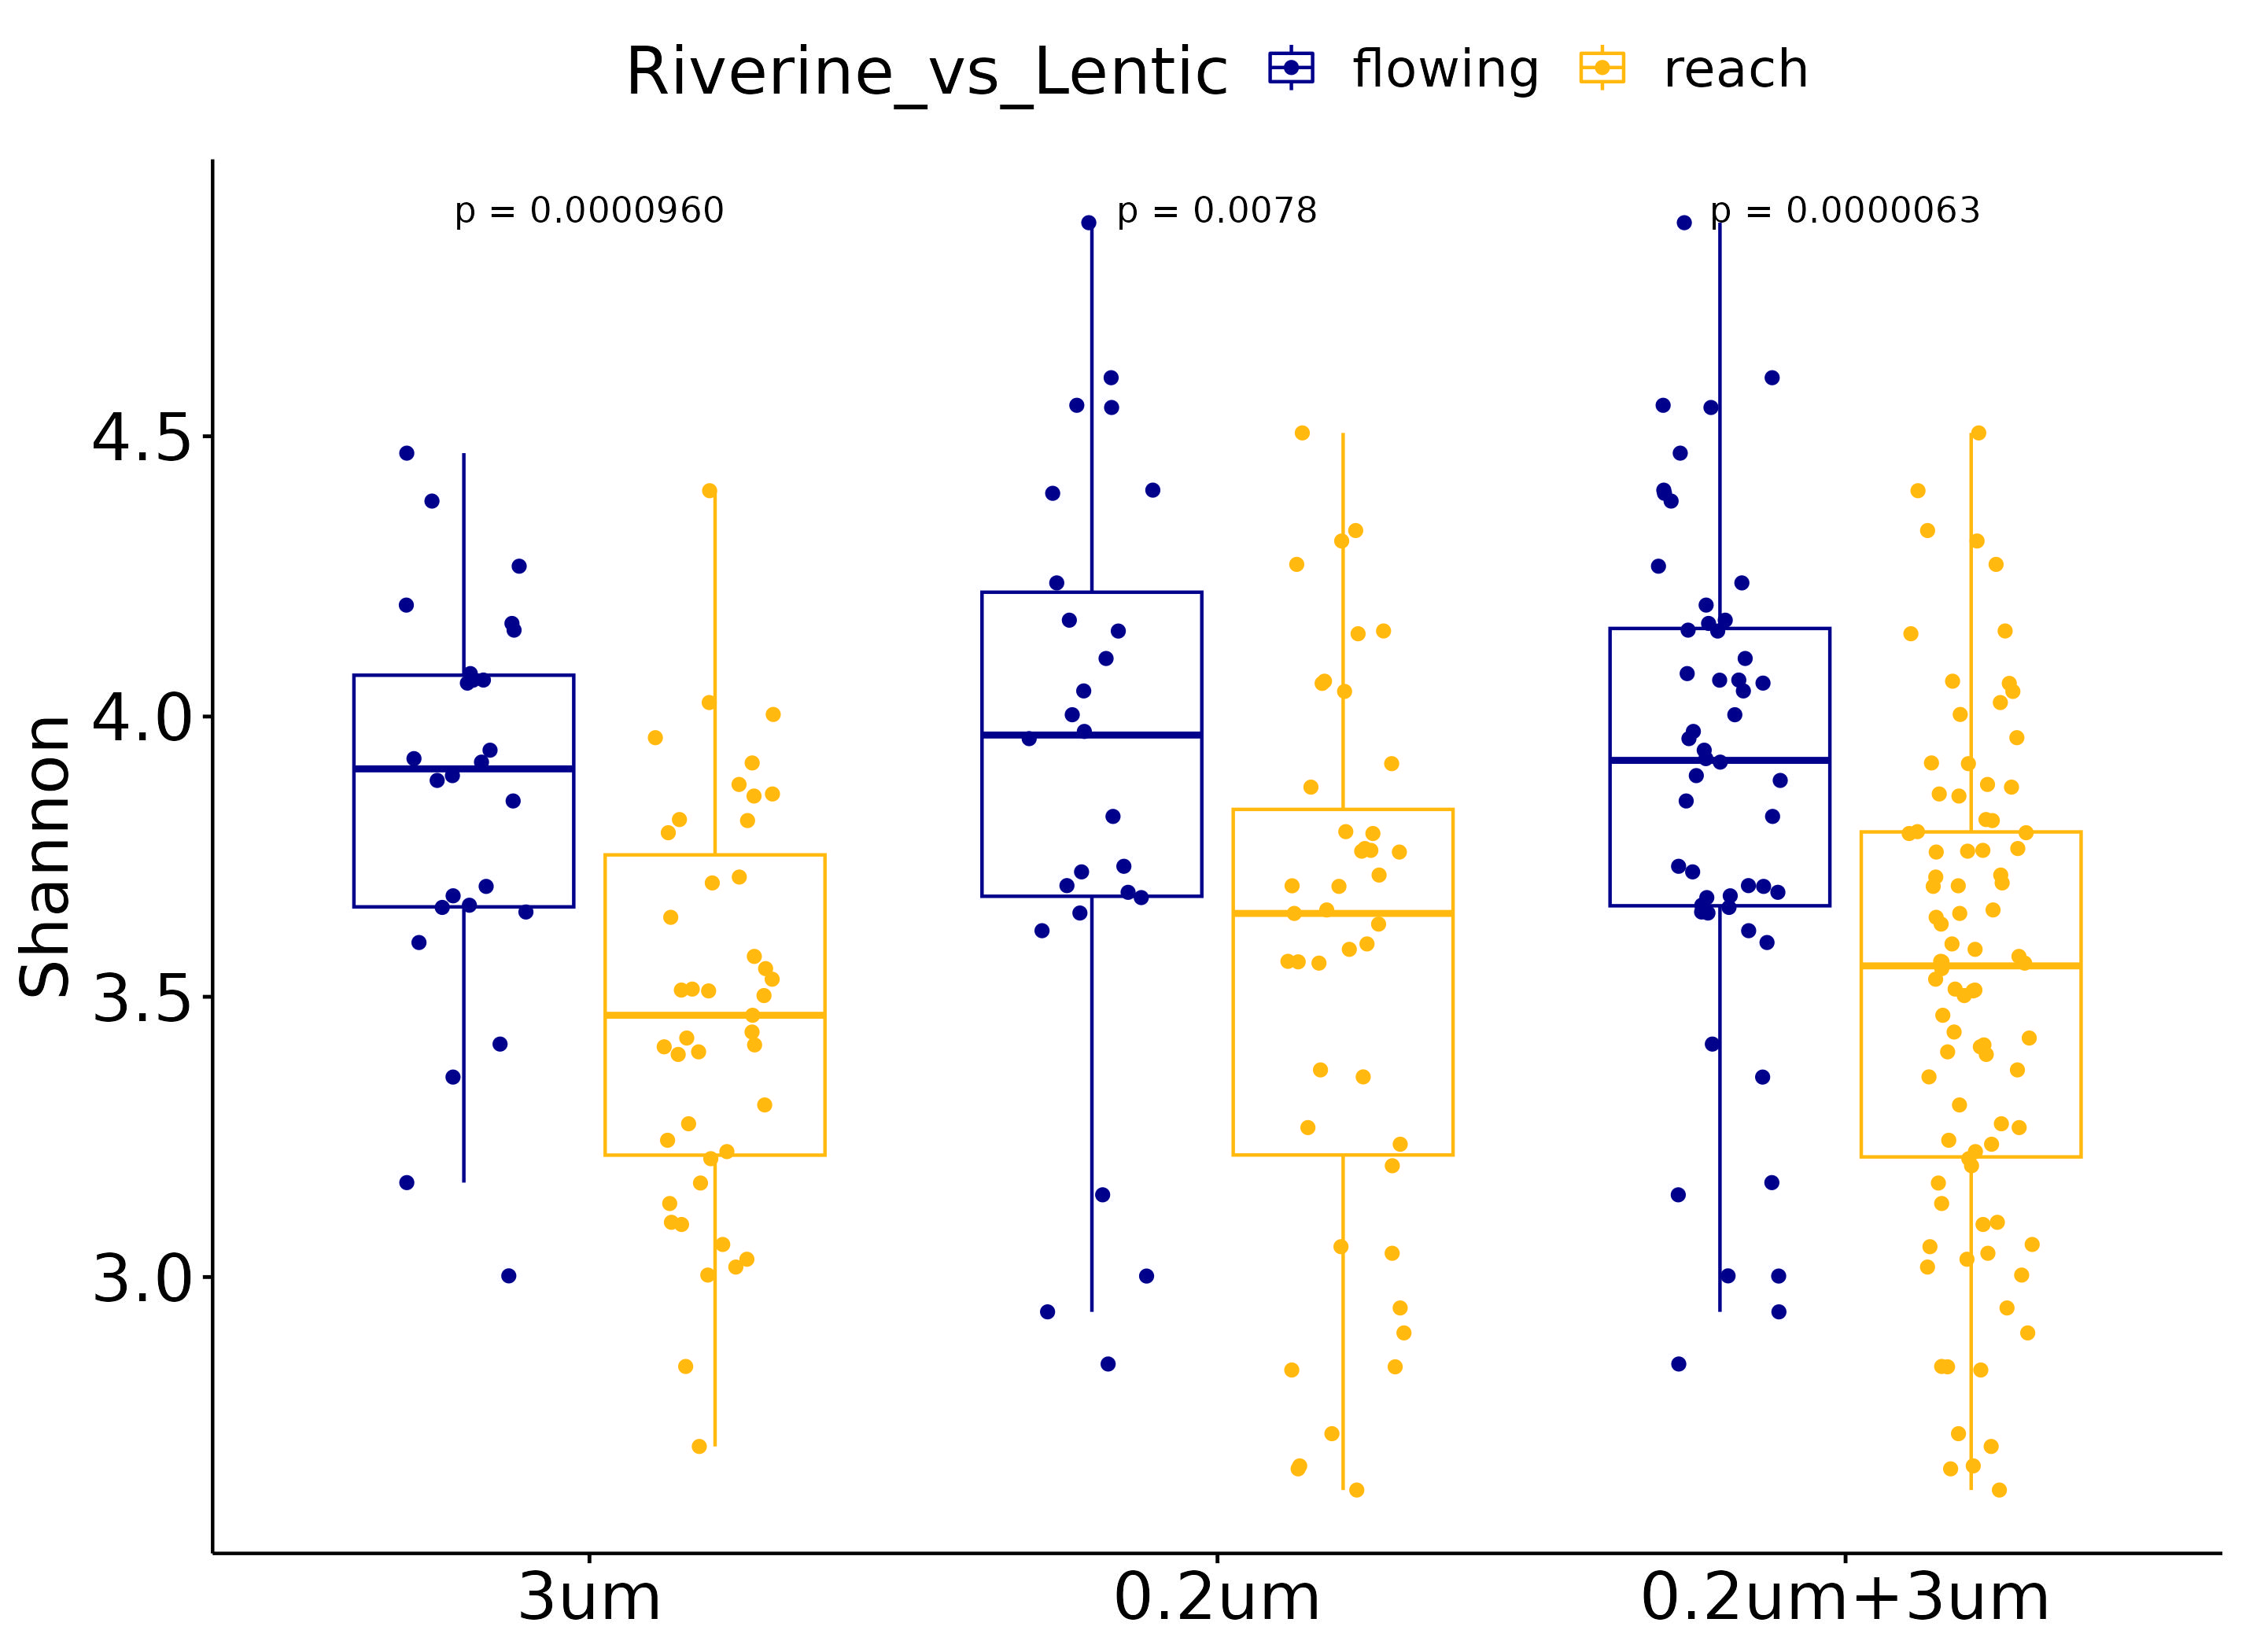 Riverine_vs_Lentic flowing reach
p = 0.0000960 p = 0.0078 p = 0.0000063
4.5
4.0
3.5
3.0
Shannon
3um 0.2um 0.2um+3um